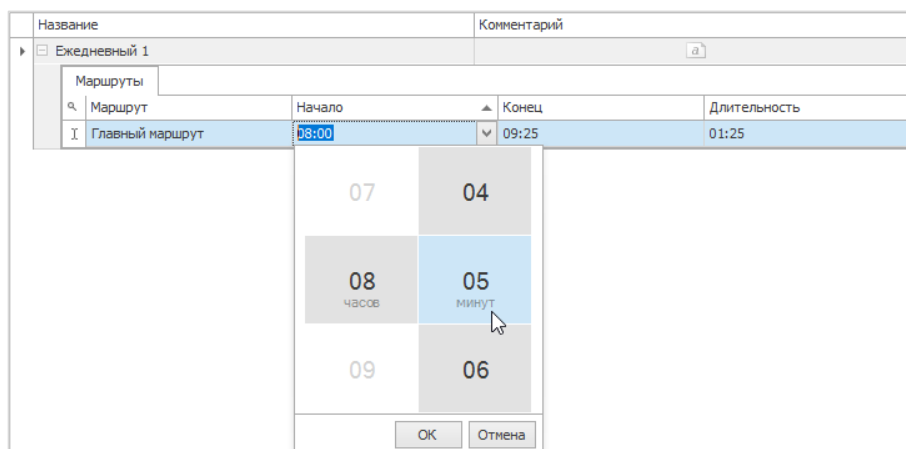 Название Комментарий
Ежедневный 1 a
Маршруты
Маршрут Начало Конец Длительность
Главный маршрут 08:00 09:25 01:25
07 04
08 05
часов минут
09 06
OK Отмена